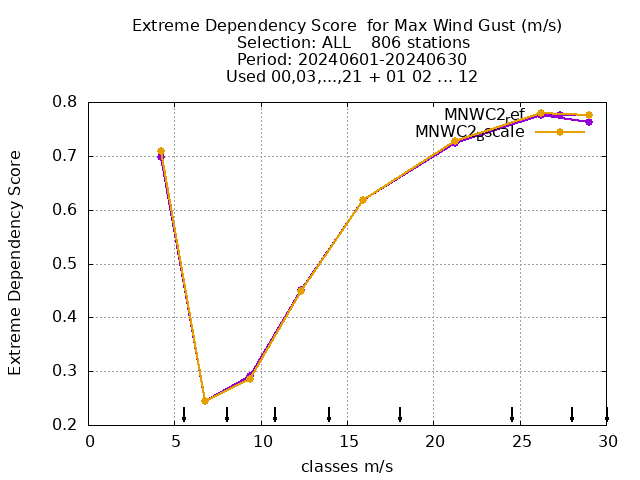 Extreme Dependency Score  for Max Wind Gust (m/s)
Selection: ALL    806 stations
Period: 20240601-20240630
Used 00,03,...,21 + 01 02 ... 12
MNWC2_ref
MNWC2_Bscale
Extreme Dependency Score
0.8
0.7
0.6
0.5
0.4
0.3
0.2
0 5 10 15 20 25 30
classes m/s